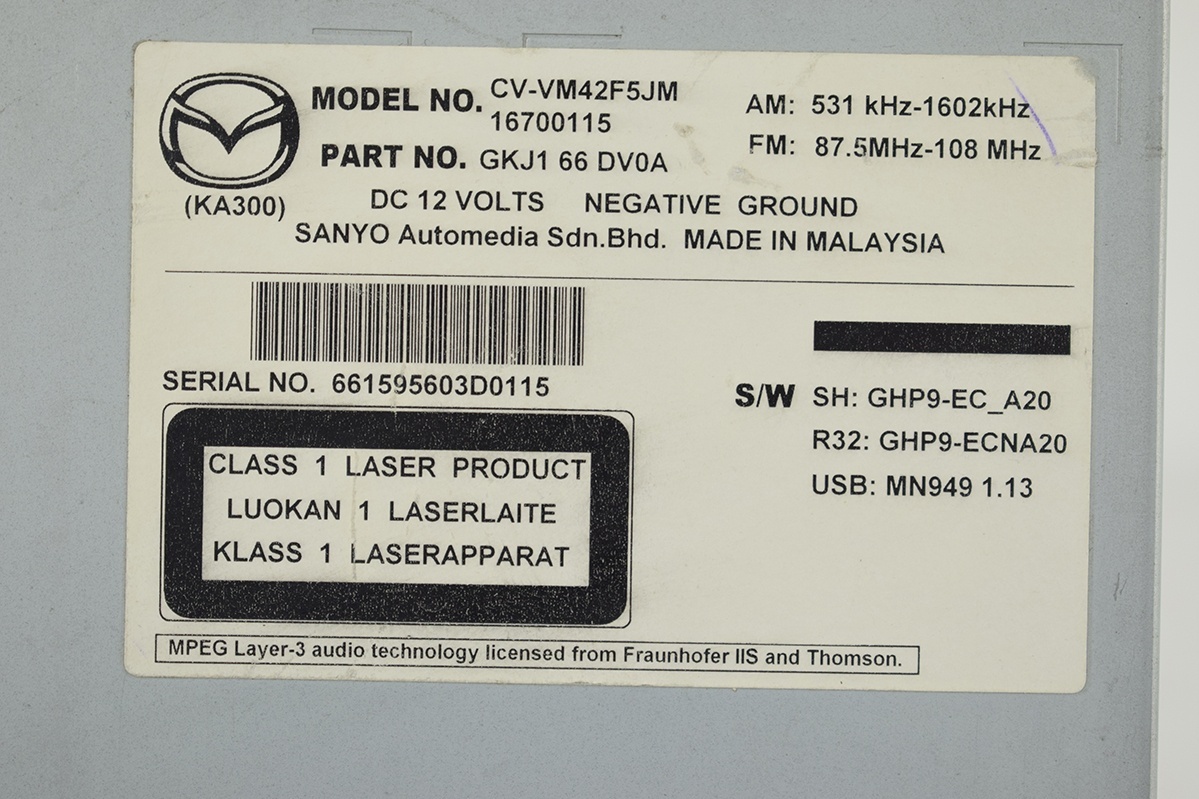 MODEL NO. CV-VM42F5JM
16700115
AM: 531 kHz-1602kHz
FM: 87.5MHz-108 MHz
PART NO. GKJ1 66 DV0A
(KA300)
DC 12 VOLTS NEGATIVE GROUND
SANYO Automedia Sdn.Bhd. MADE IN MALAYSIA
SERIAL NO. 661595603D0115
S/W SH: GHP9-EC_A20
R32: GHP9-ECNA20
USB: MN949 1.13
CLASS 1 LASER PRODUCT
LUOKAN 1 LASERLAITE
KLASS 1 LASERAPPARAT
MPEG Layer-3 audio technology licensed from Fraunhofer IIS and Thomson.